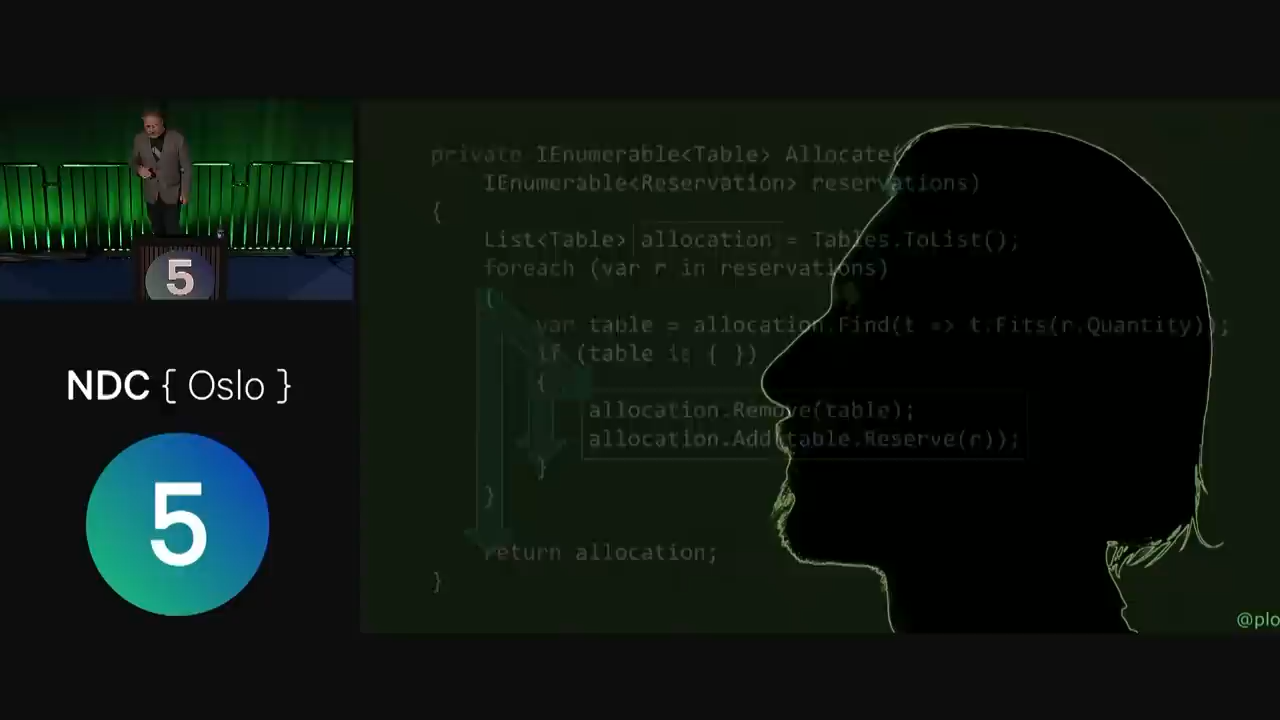 5
NDC { Oslo }
5
private IEnumerable<Table> Allocate(
IEnumerable<Reservation> reservations)
{
List<Table> allocation = Tables.ToList();
foreach (var r in reservations)
{
var table = allocation.Find(t => t.Fits(r.Quantity));
if (table is { })
{
allocation.Remove(table);
allocation.Add(table.Reserve(r));
}
}
return allocation;
}
@plo